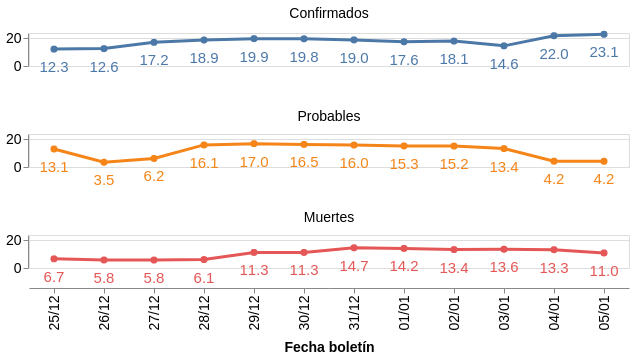 Confirmados
20
0
12.3 12.6 17.2 18.9 19.9 19.8 19.0 17.6 18.1 14.6 22.0 23.1
Probables
20
0
13.1 3.5 6.2 16.1 17.0 16.5 16.0 15.3 15.2 13.4 4.2 4.2
Muertes
20
0
6.7 5.8 5.8 6.1 11.3 11.3 14.7 14.2 13.4 13.6 13.3 11.0
25/12 26/12 27/12 28/12 29/12 30/12 31/12 01/01 02/01 03/01 04/01 05/01
Fecha boletín